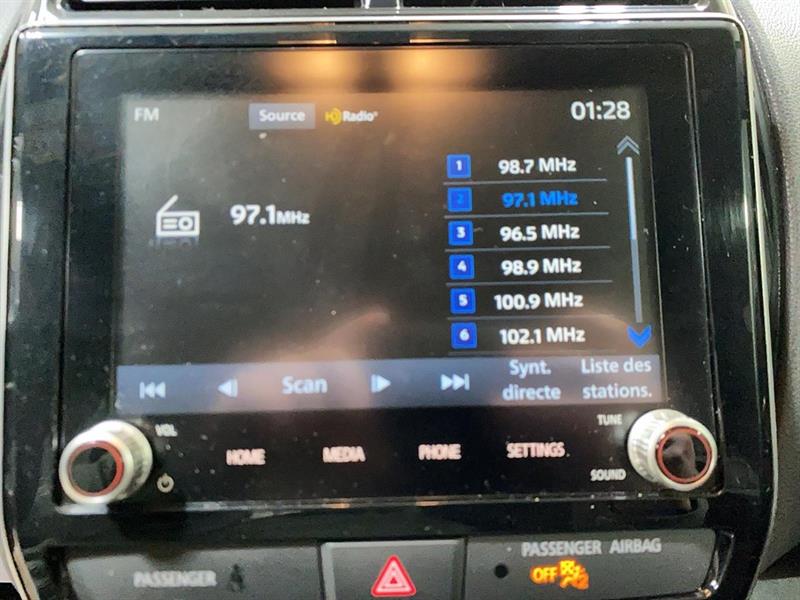 FM Source HD Radio® 01:28
97.1MHz
1 98.7 MHz
2 97.1 MHz
3 96.5 MHz
4 98.9 MHz
5 100.9 MHz
6 102.1 MHz
Scan
Synt.
directe
Liste des
stations.
VOL
TUNE
HOME MEDIA PHONE SETTINGS
SOUND
PASSENGER
PASSENGER AIRBAG
OFF